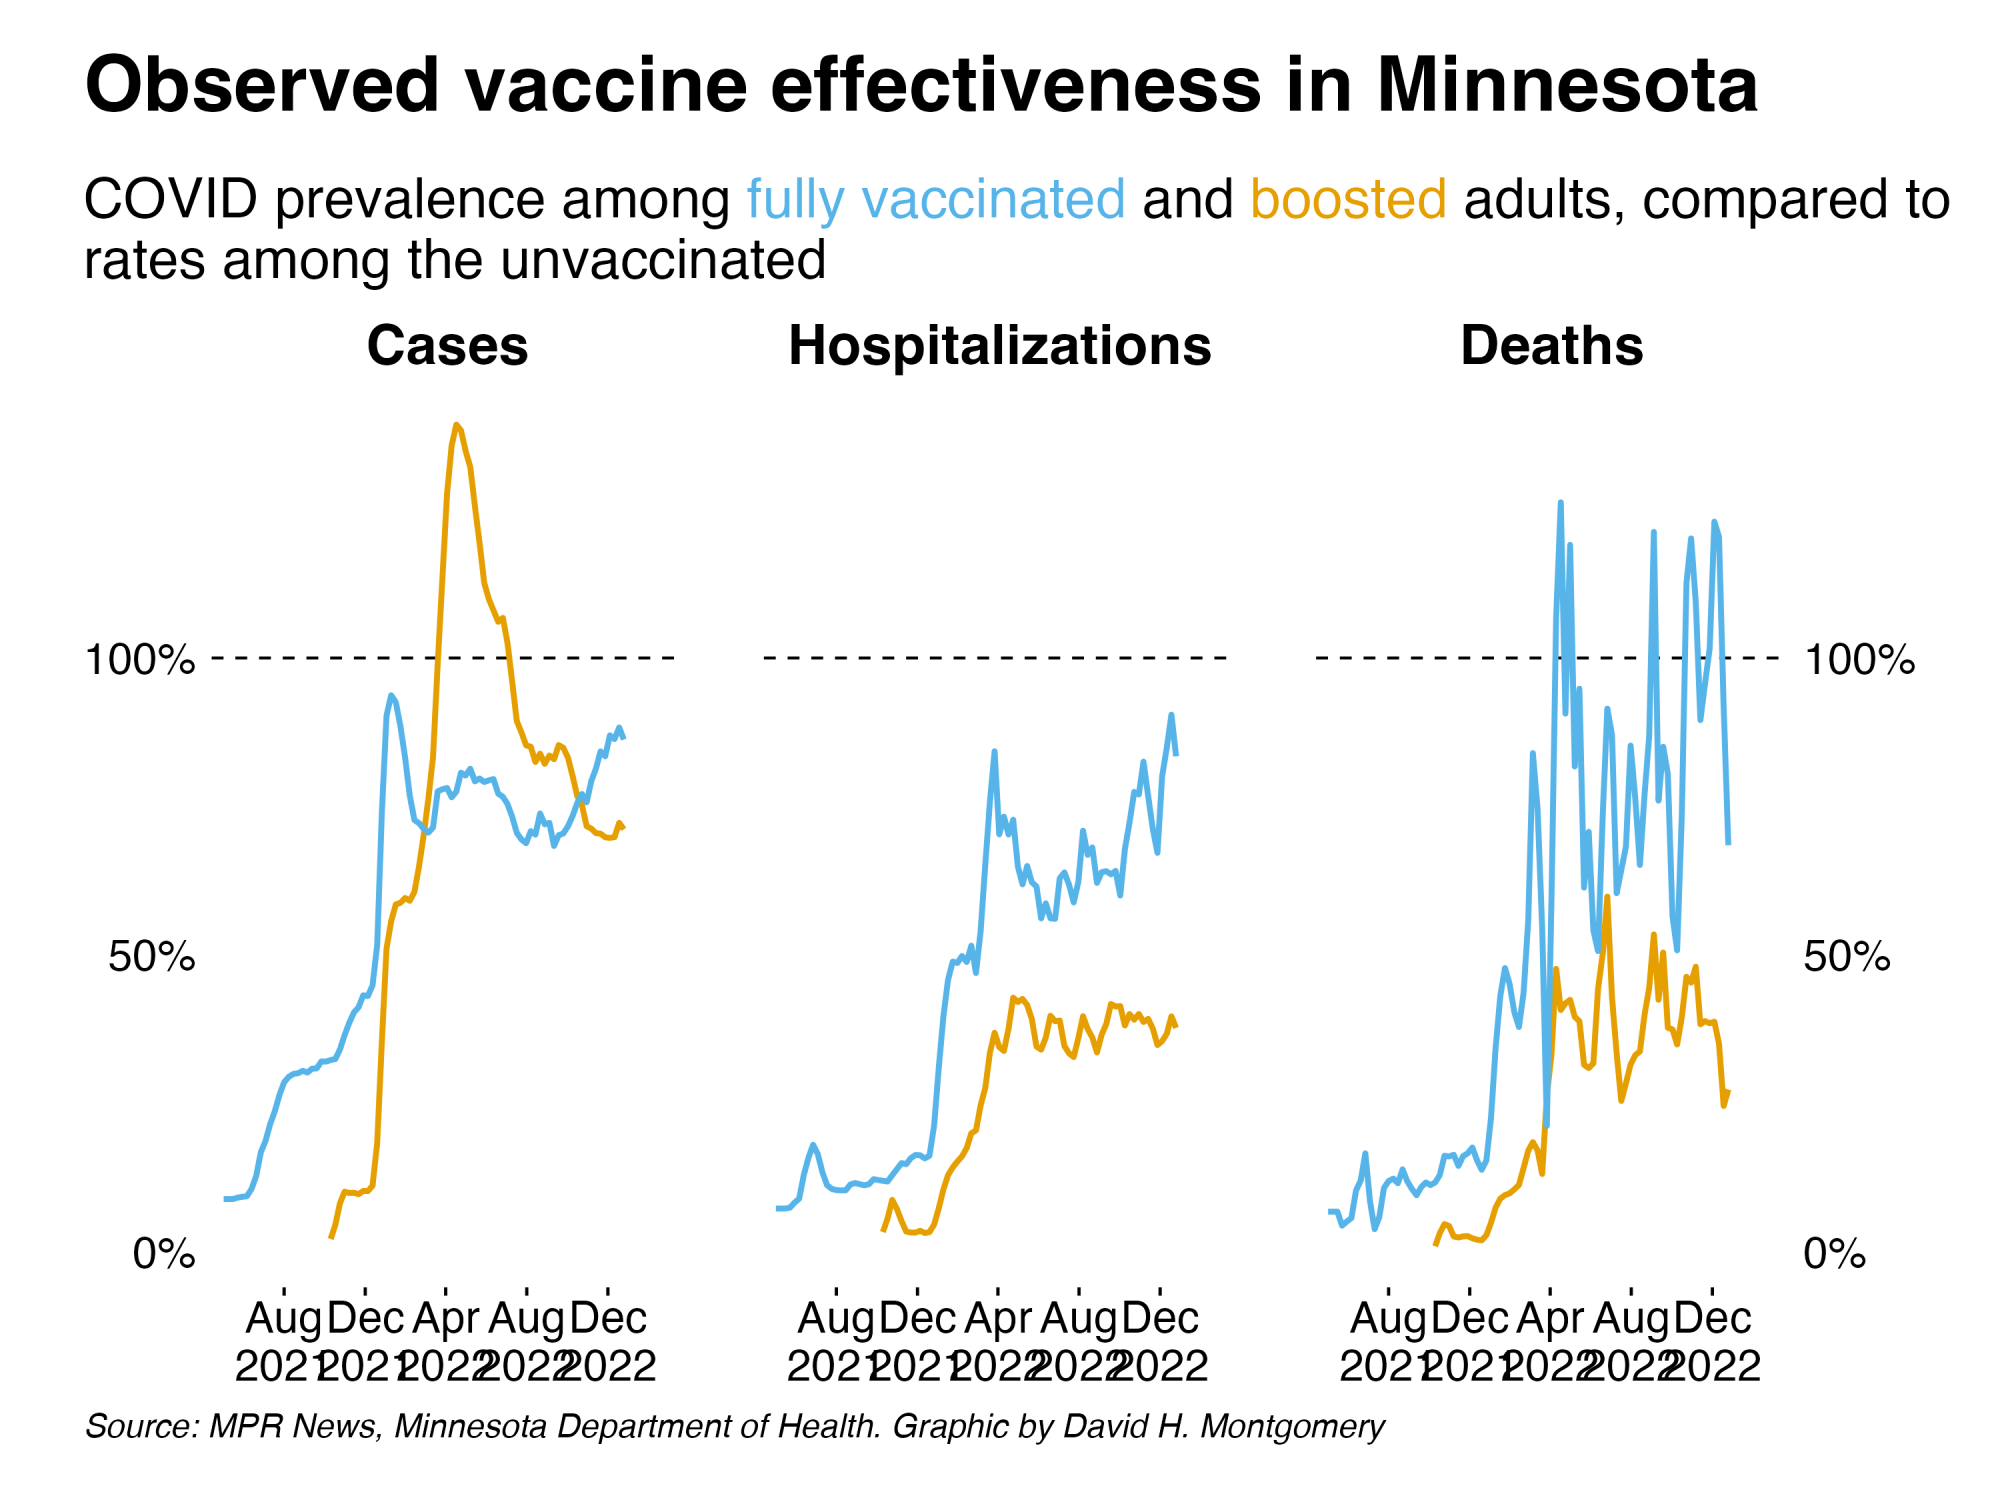 Observed vaccine effectiveness in Minnesota
COVID prevalence among fully vaccinated and boosted adults, compared to
rates among the unvaccinated
Cases Hospitalizations Deaths
100% 100%
50% 50%
0% 0%
Aug Dec Apr Aug Dec Aug Dec Apr Aug Dec Aug Dec Apr Aug Dec
2021 2021 2022 2022 2022 2021 2021 2022 2022 2022 2021 2021 2022 2022 2022
Source: MPR News, Minnesota Department of Health. Graphic by David H. Montgomery